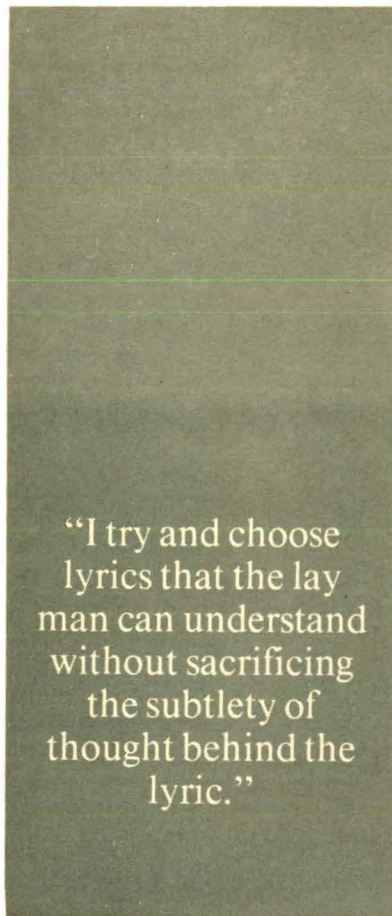 “I try and choose
lyrics that the lay
man can understand
without sacrificing
the subtlety of
thought behind the
lyric.”